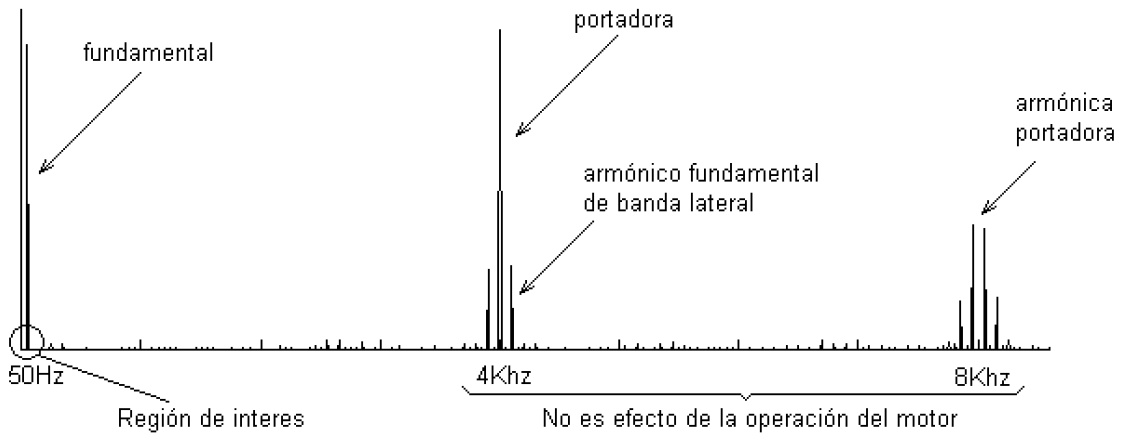 portadora
fundamental
armónica
portadora
armónico fundamental
de banda lateral
50Hz
4Khz
8Khz
Región de interes
No es efecto de la operación del motor